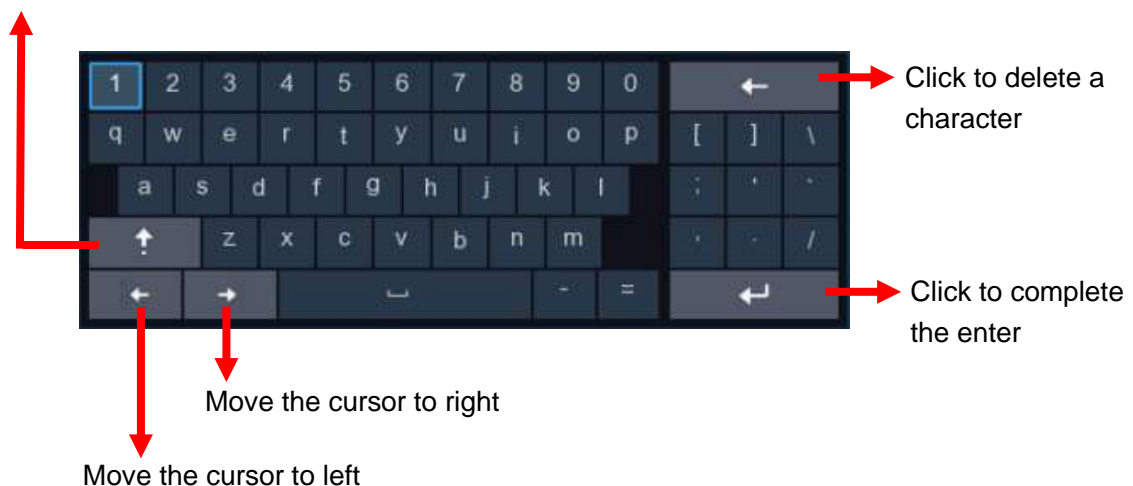 1 2 3 4 5 6 7 8 9 0
Click to delete a
character
q w e r t y u i o p [ ] \
a s d f g h j k l ; ' `
z x c v b n m , . /
- =
Click to complete
the enter
Move the cursor to right
Move the cursor to left